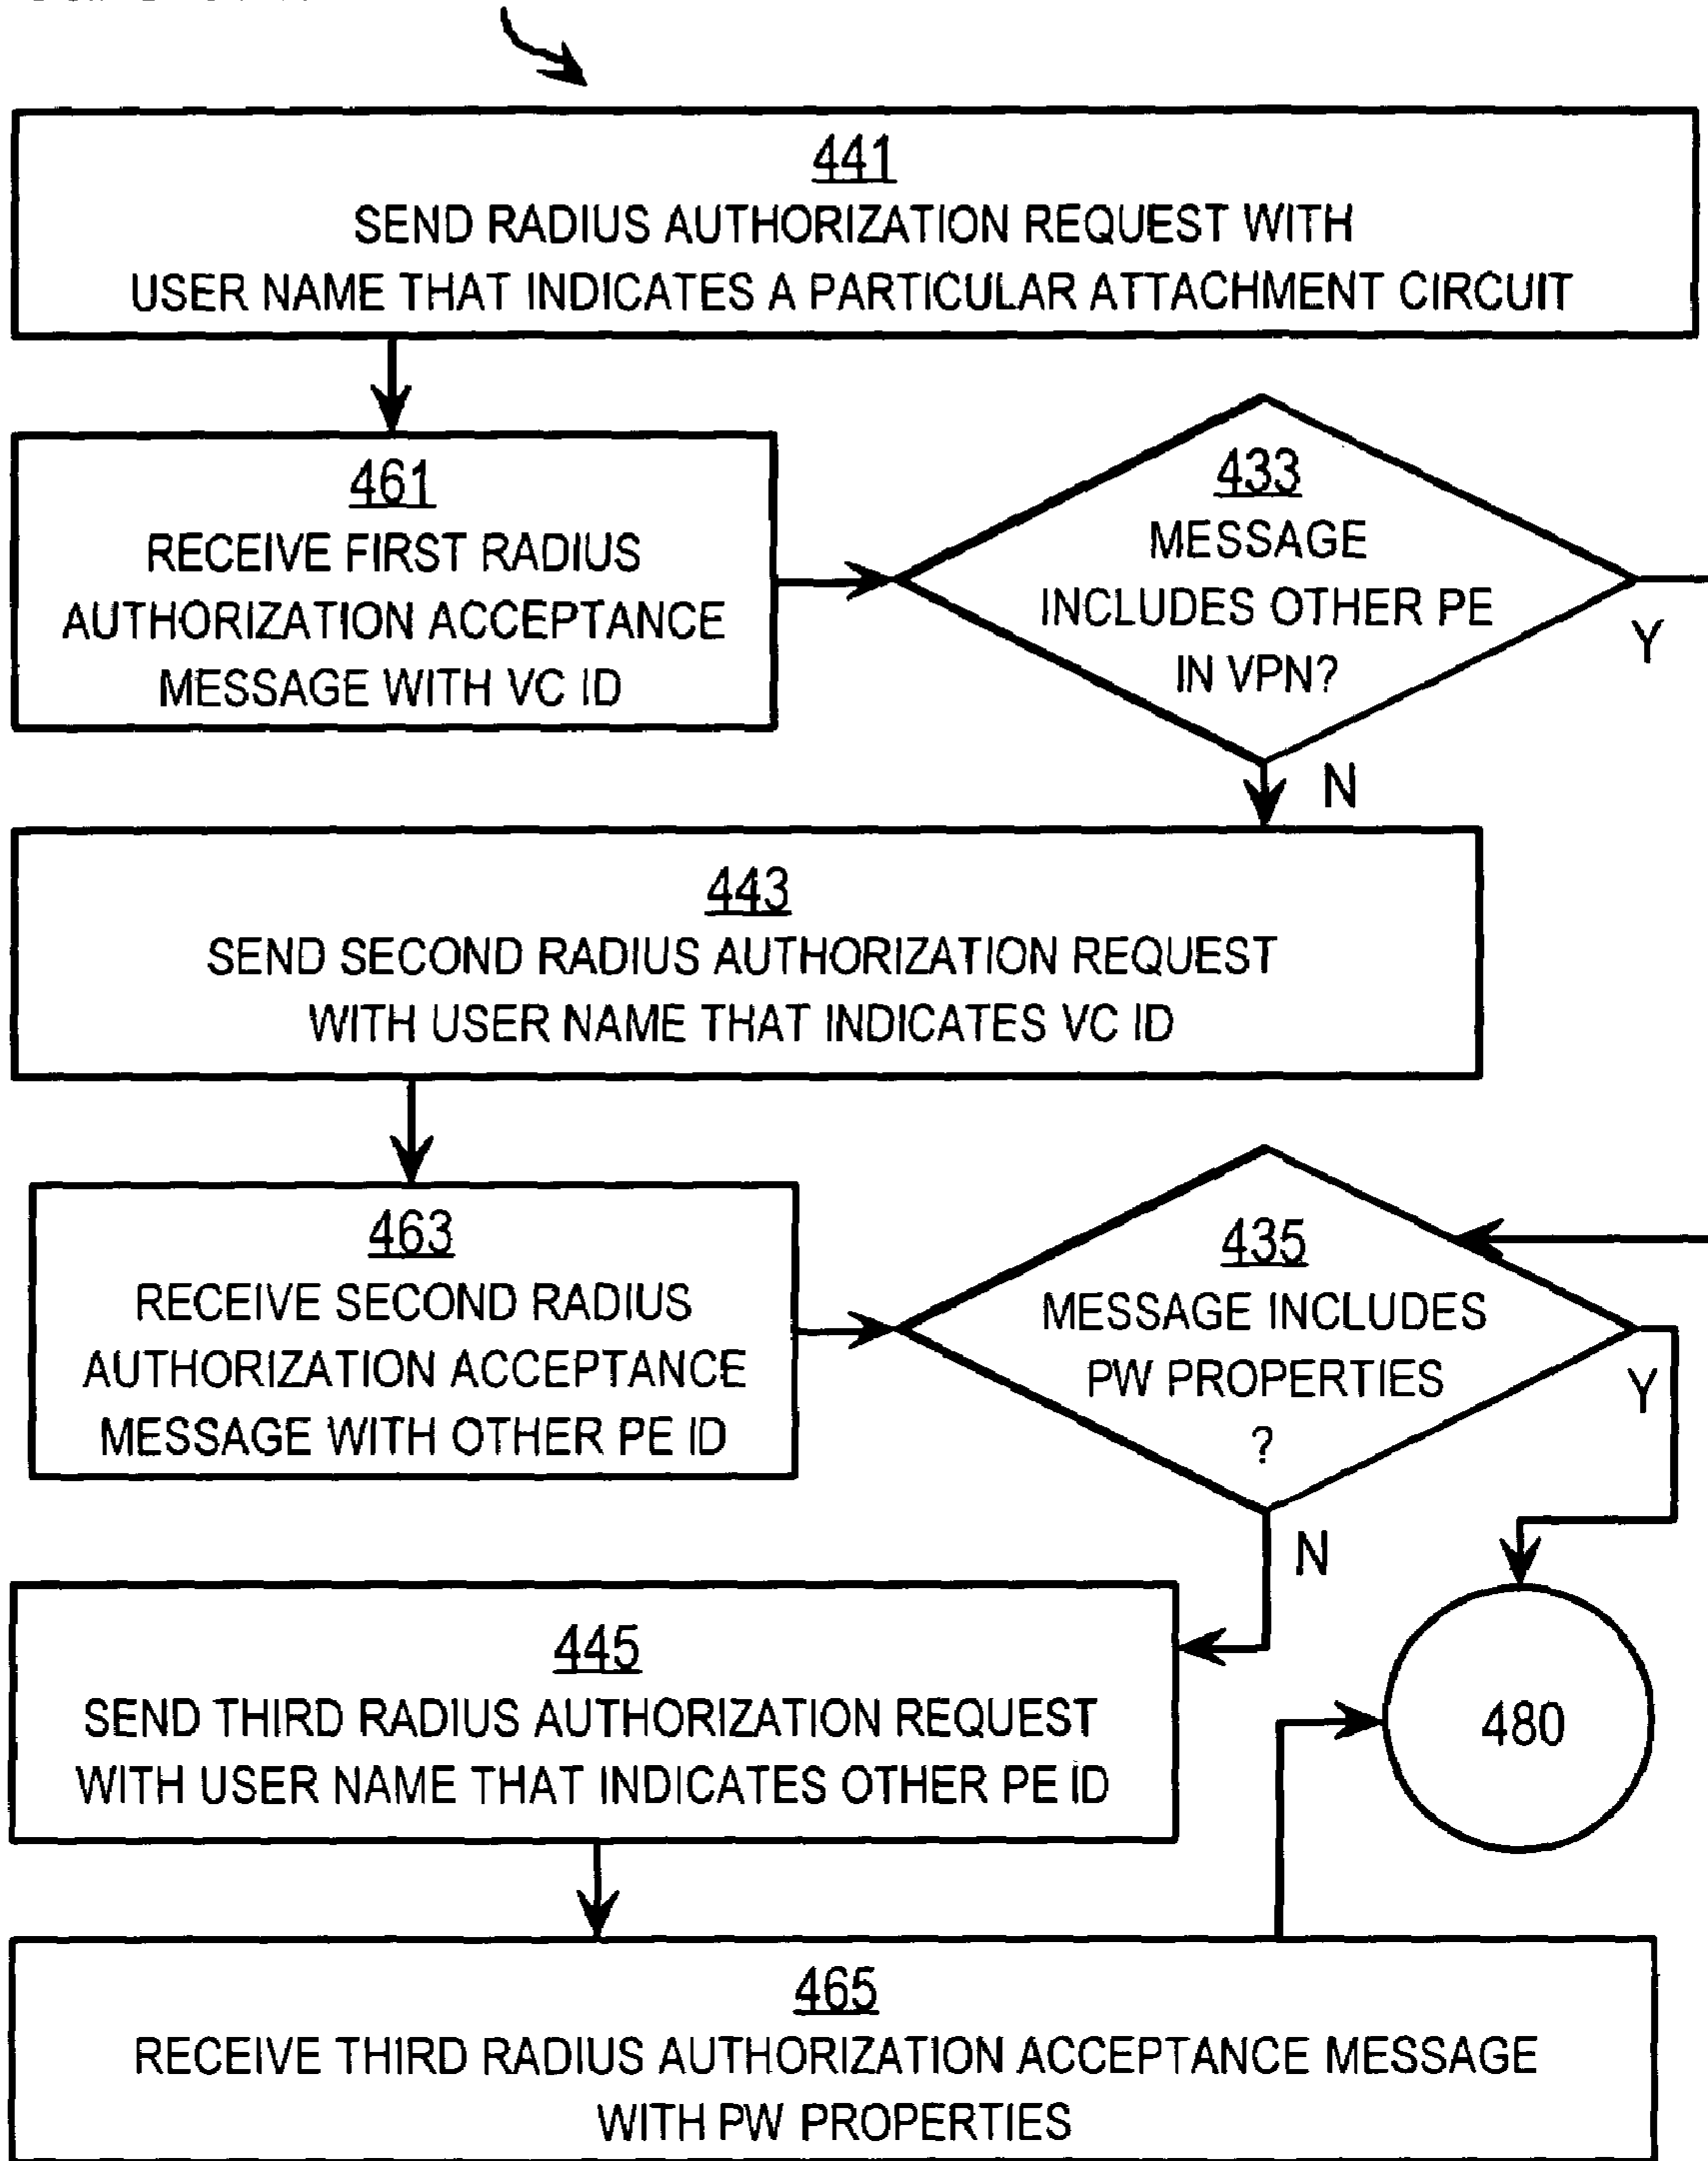 441
SEND RADIUS AUTHORIZATION REQUEST WITH
USER NAME THAT INDICATES A PARTICULAR ATTACHMENT CIRCUIT
461
RECEIVE FIRST RADIUS
AUTHORIZATION ACCEPTANCE
MESSAGE WITH VC ID
433
MESSAGE
INCLUDES OTHER PE
IN VPN?
Y
N
443
SEND SECOND RADIUS AUTHORIZATION REQUEST
WITH USER NAME THAT INDICATES VC ID
463
RECEIVE SECOND RADIUS
AUTHORIZATION ACCEPTANCE
MESSAGE WITH OTHER PE ID
435
MESSAGE INCLUDES
PW PROPERTIES
?
Y
N
445
SEND THIRD RADIUS AUTHORIZATION REQUEST
WITH USER NAME THAT INDICATES OTHER PE ID
480
465
RECEIVE THIRD RADIUS AUTHORIZATION ACCEPTANCE MESSAGE
WITH PW PROPERTIES